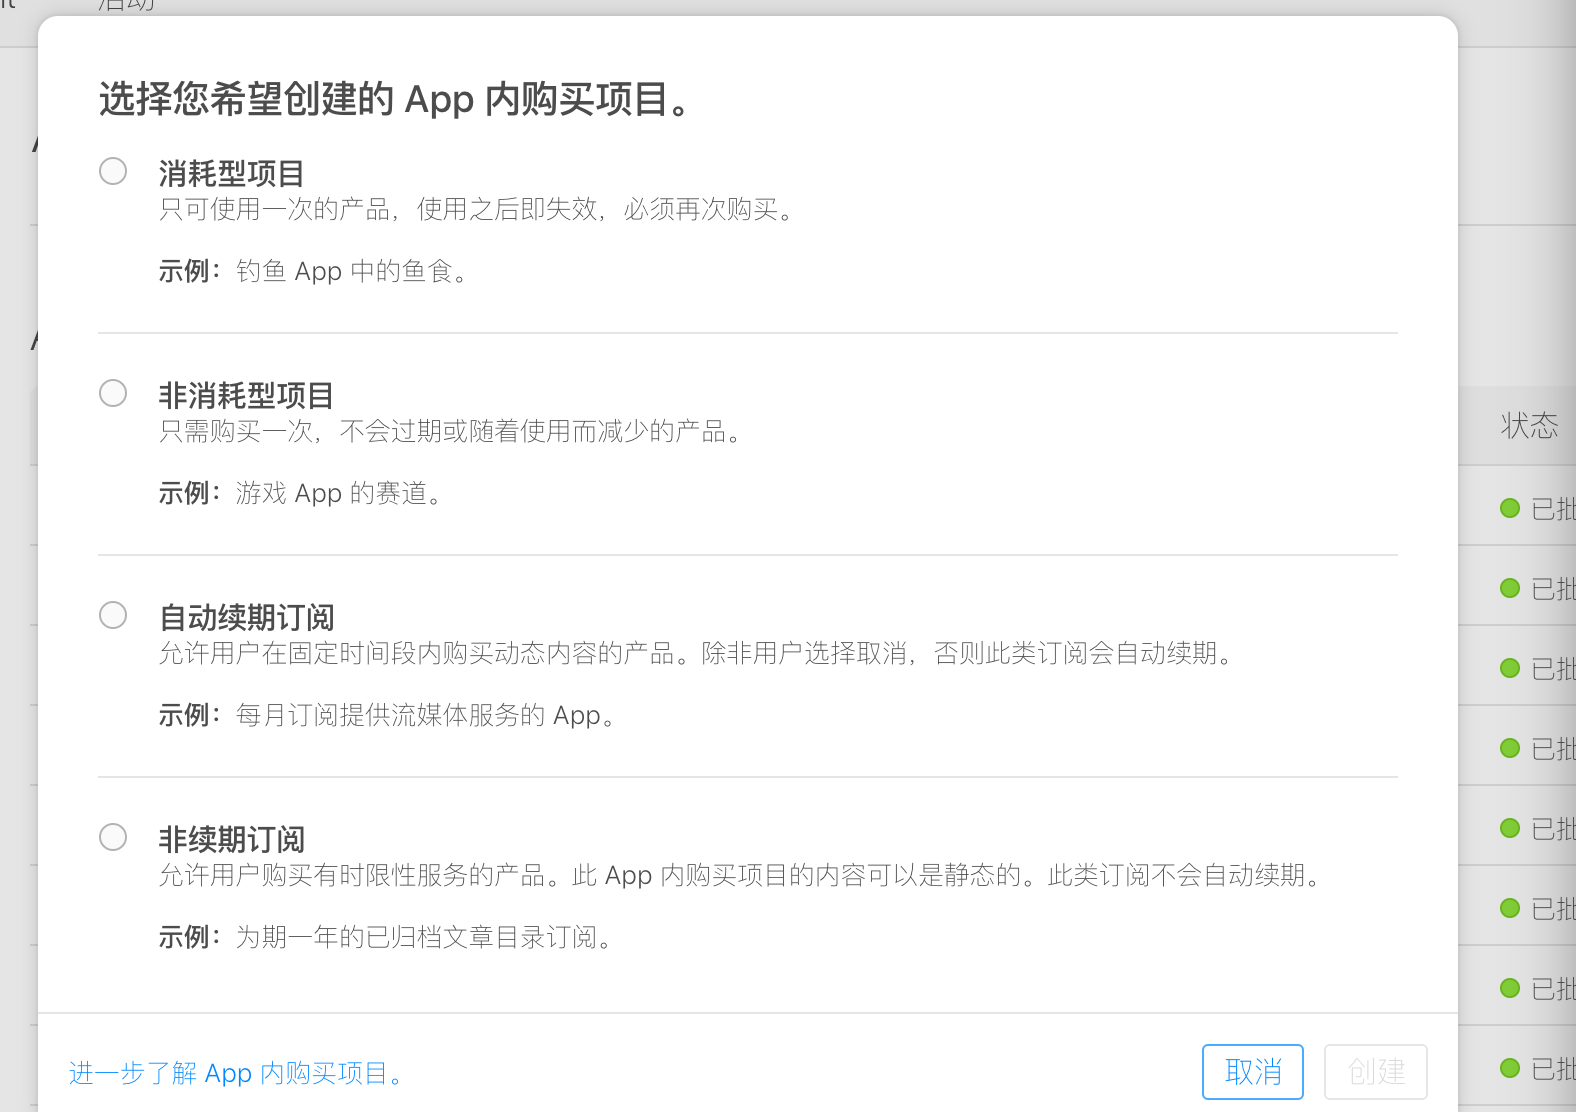 活动
选择您希望创建的 App 内购买项目。
消耗型项目
只可使用一次的产品，使用之后即失效，必须再次购买。
示例：钓鱼 App 中的鱼食。
非消耗型项目
只需购买一次，不会过期或随着使用而减少的产品。
示例：游戏 App 的赛道。
状态
已批
已批
自动续期订阅
允许用户在固定时间段内购买动态内容的产品。除非用户选择取消，否则此类订阅会自动续期。
已批
示例：每月订阅提供流媒体服务的 App。
已批
非续期订阅
已批
允许用户购买有时限性服务的产品。此 App 内购买项目的内容可以是静态的。此类订阅不会自动续期。
已批
示例：为期一年的已归档文章目录订阅。
已批
进一步了解 App 内购买项目。
取消
创建
已批